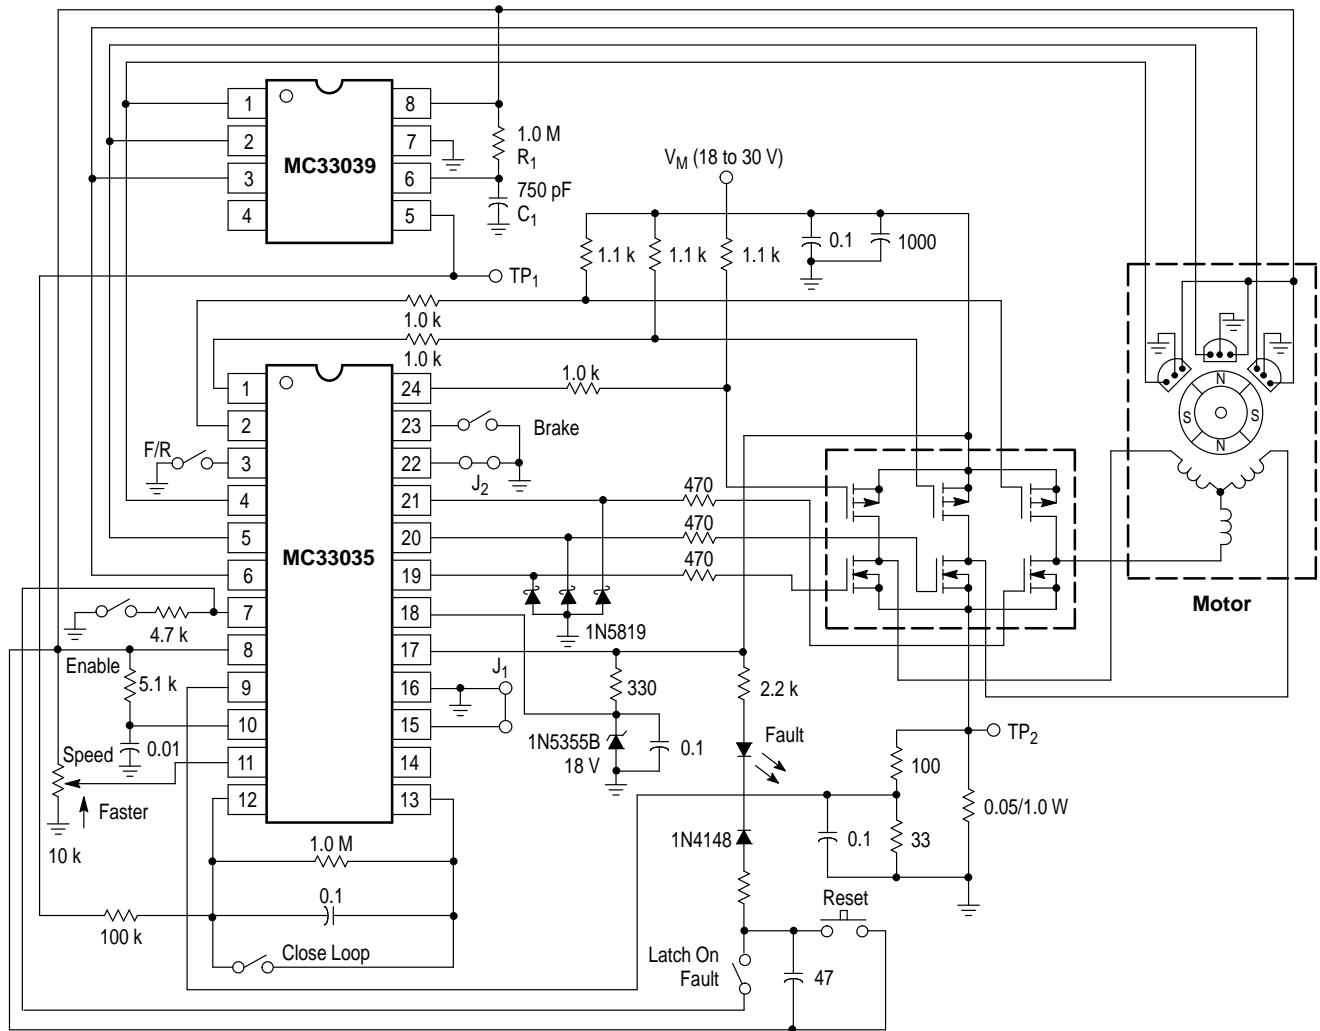 1
2
3
4
MC33039
8
7
6
5
1.0 M
R1
750 pF
C1
VM (18 to 30 V)
1.1 k
1.1 k
1.1 k
0.1
1000
TP1
1.0 k
1.0 k
1.0 k
1
2
3
4
5
6
7
8
9
10
11
12
MC33035
24
23
22
21
20
19
18
17
16
15
14
13
F/R
Brake
J2
470
470
470
1N5819
4.7 k
Enable
5.1 k
0.01
Speed
Faster
10 k
J1
330
1N5355B
18 V
0.1
2.2 k
Fault
1N4148
TP2
100
33
0.1
0.05/1.0 W
N
S
S
N
Motor
1.0 M
0.1
100 k
Close Loop
Latch On
Fault
Reset
47